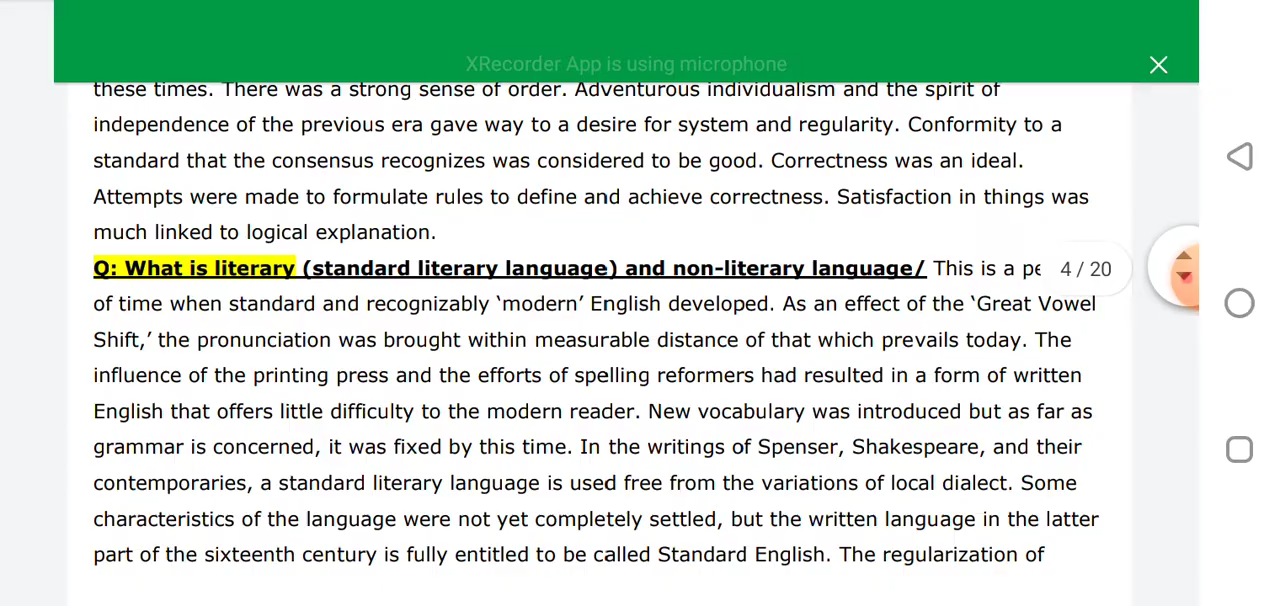 XRecorder App is using microphone
these times. There was a strong sense of order. Adventurous individualism and the spirit of
independence of the previous era gave way to a desire for system and regularity. Conformity to a
standard that the consensus recognizes was considered to be good. Correctness was an ideal.
Attempts were made to formulate rules to define and achieve correctness. Satisfaction in things was
much linked to logical explanation.
Q: What is literary (standard literary language) and non-literary language/ This is a pe 4 / 20
of time when standard and recognizably ‘modern’ English developed. As an effect of the ‘Great Vowel
Shift,’ the pronunciation was brought within measurable distance of that which prevails today. The
influence of the printing press and the efforts of spelling reformers had resulted in a form of written
English that offers little difficulty to the modern reader. New vocabulary was introduced but as far as
grammar is concerned, it was fixed by this time. In the writings of Spenser, Shakespeare, and their
contemporaries, a standard literary language is used free from the variations of local dialect. Some
characteristics of the language were not yet completely settled, but the written language in the latter
part of the sixteenth century is fully entitled to be called Standard English. The regularization of